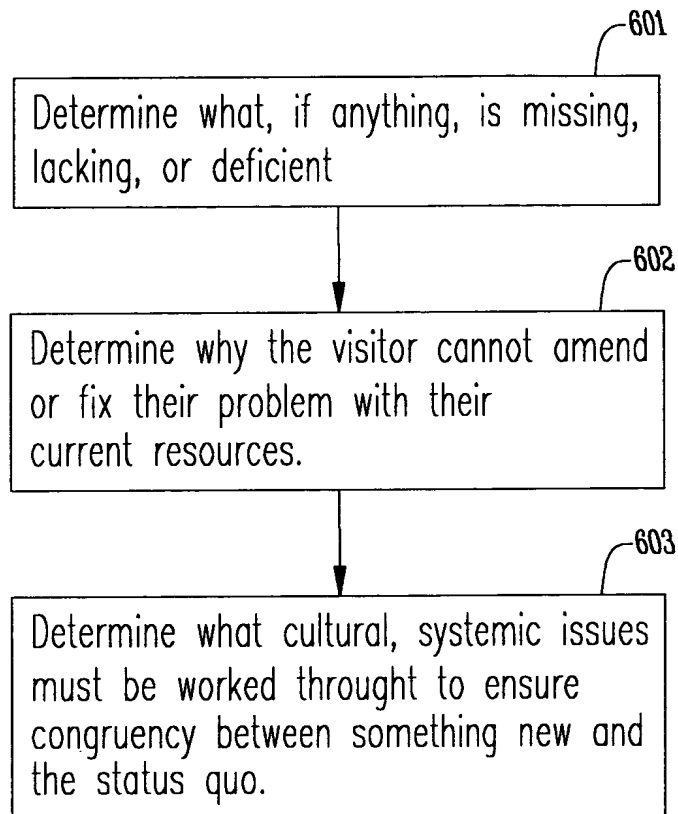 601
Determine what, if anything, is missing,
lacking, or deficient
602
Determine why the visitor cannot amend
or fix their problem with their
current resources.
603
Determine what cultural, systemic issues
must be worked throught to ensure
congruency between something new and
the status quo.